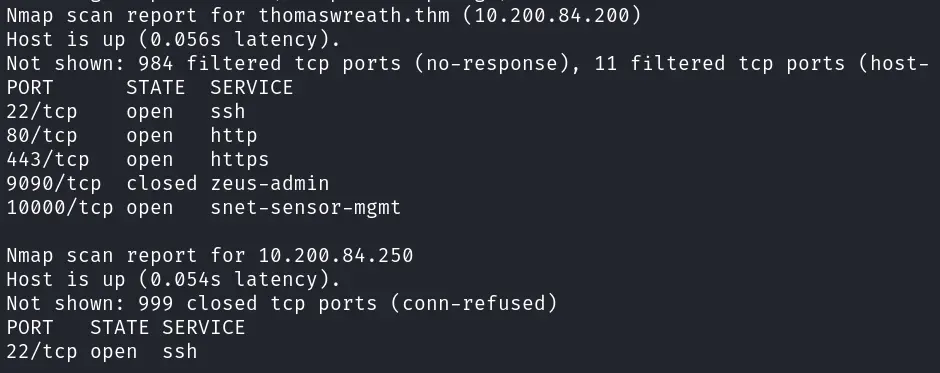 Nmap scan report for thomaswreath.thm (10.200.84.200)
Host is up (0.056s latency).
Not shown: 984 filtered tcp ports (no-response), 11 filtered tcp ports (host-
PORT      STATE  SERVICE
22/tcp    open   ssh
80/tcp    open   http
443/tcp   open   https
9090/tcp  closed zeus-admin
10000/tcp open   snet-sensor-mgmt

Nmap scan report for 10.200.84.250
Host is up (0.054s latency).
Not shown: 999 closed tcp ports (conn-refused)
PORT   STATE SERVICE
22/tcp open  ssh